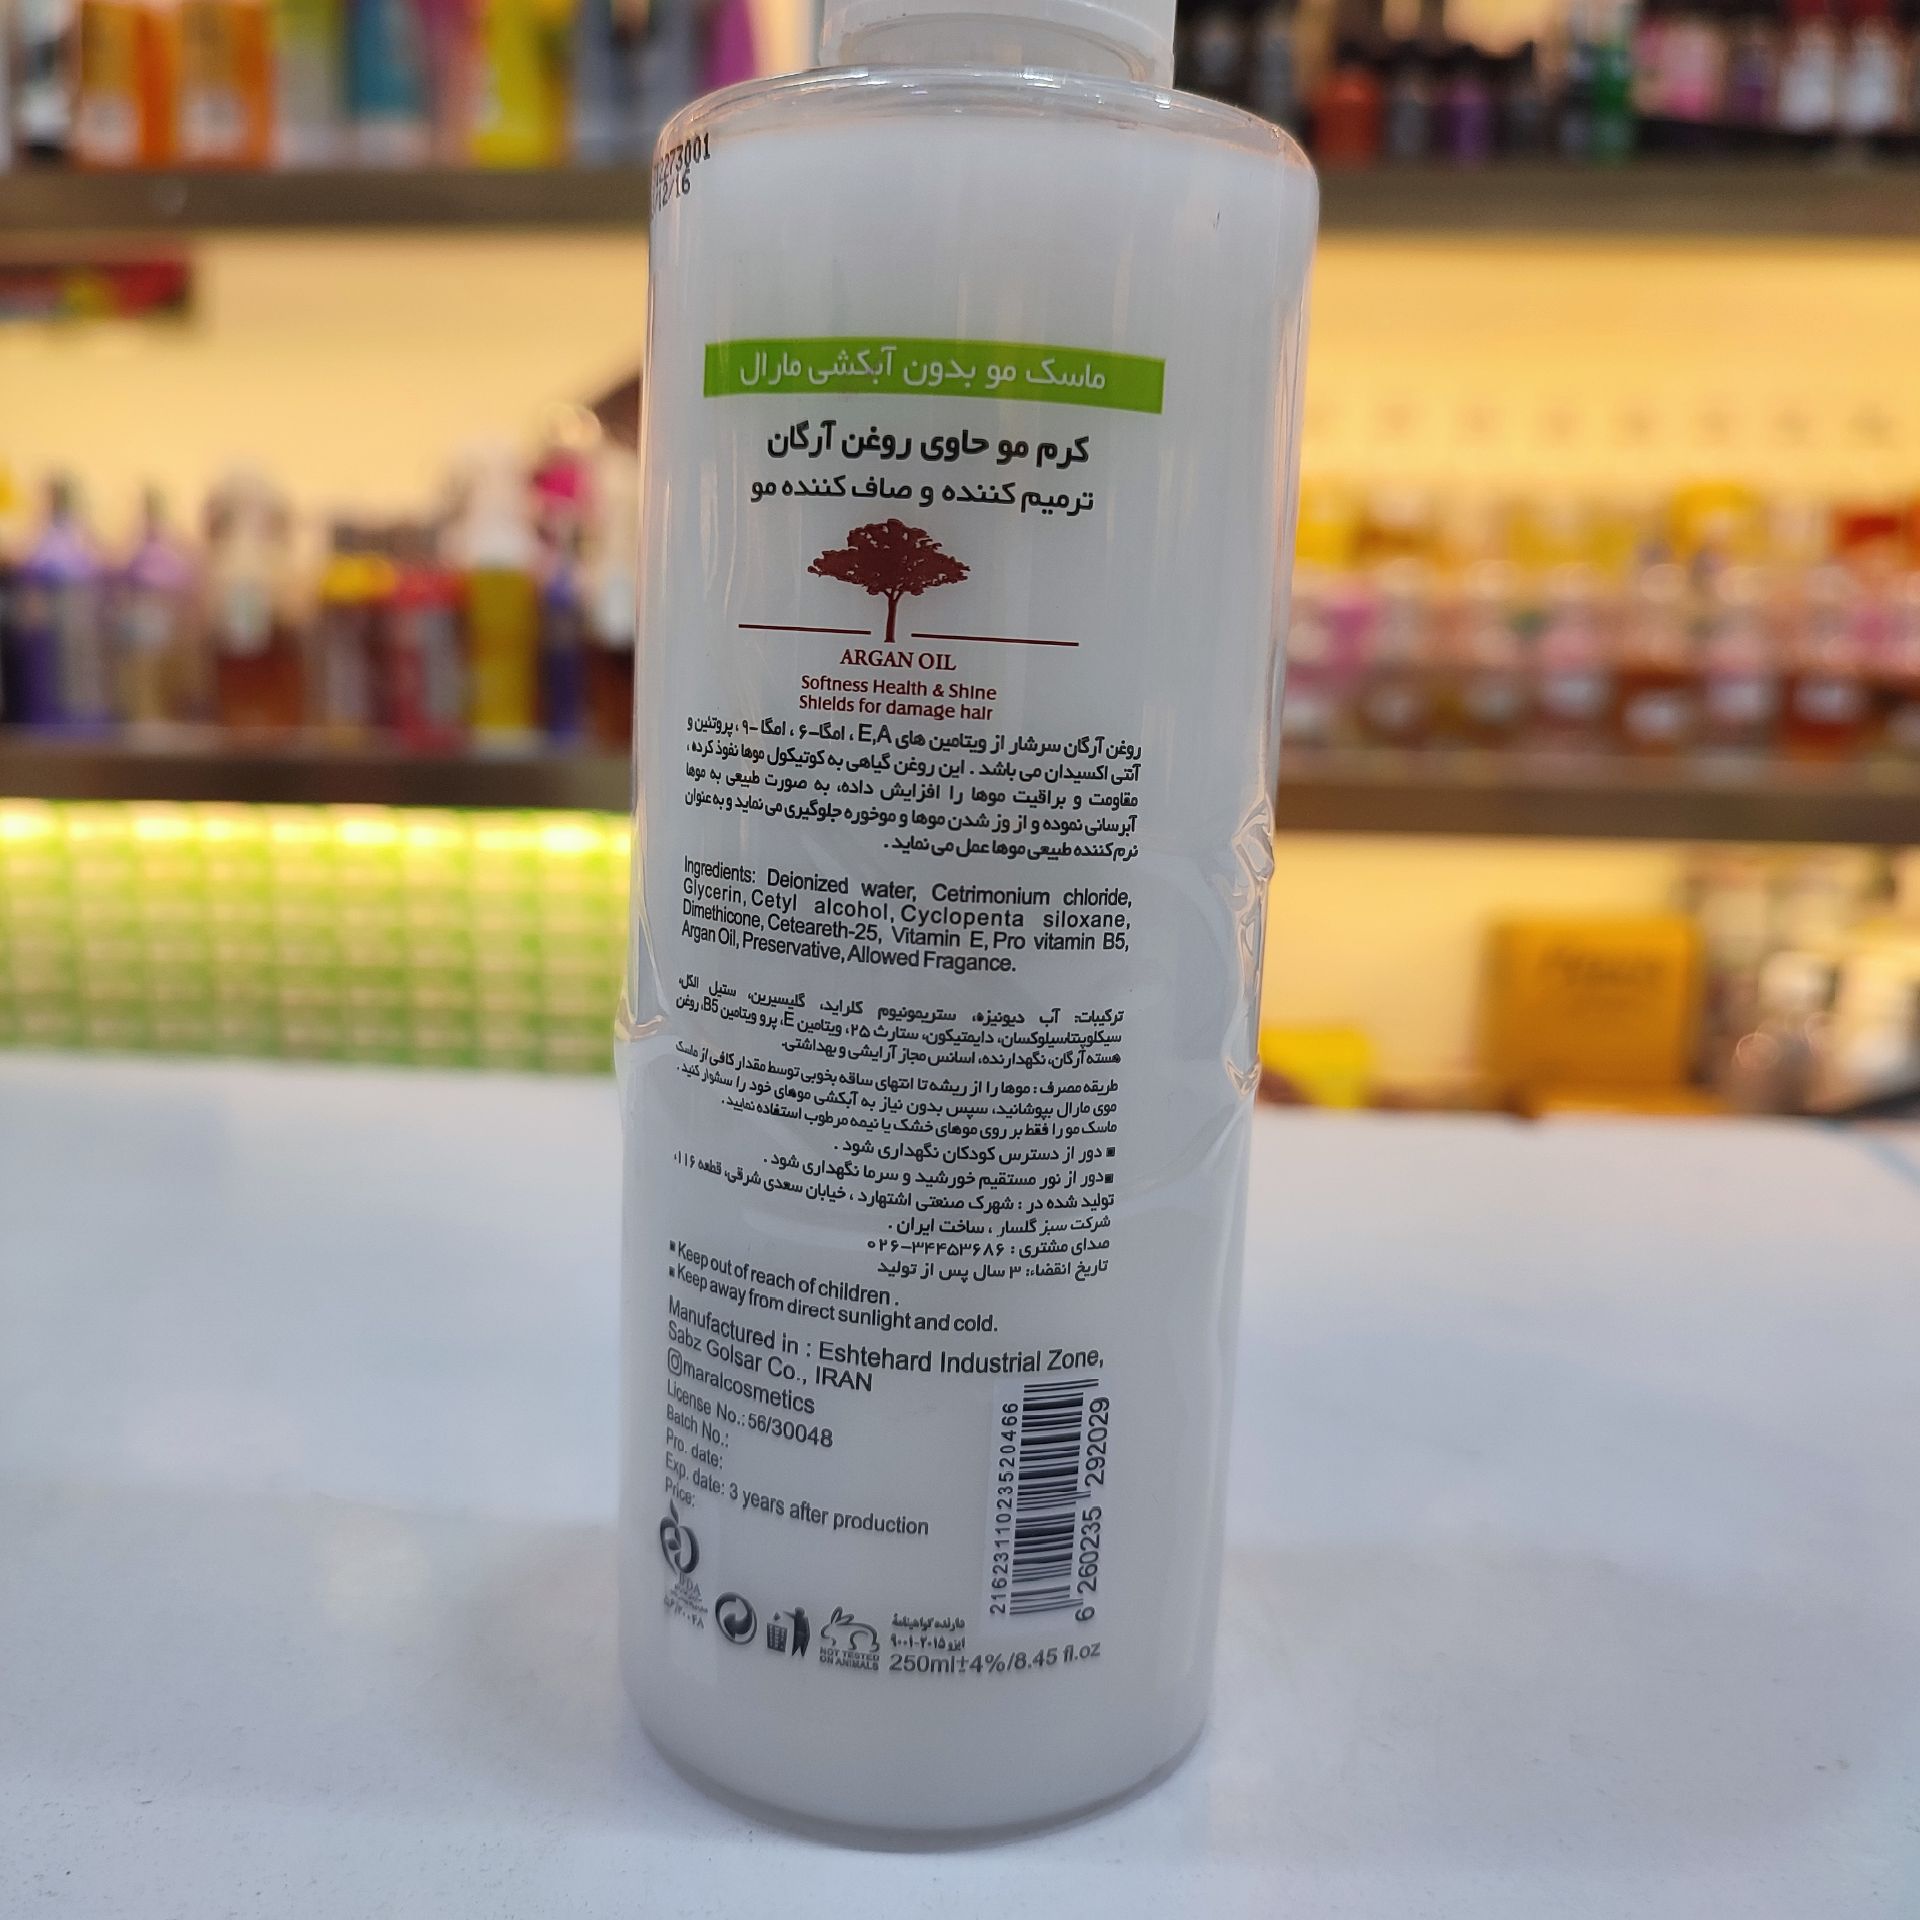 ماسک مو بدون آبکشی مارال
کرم مو حاوی روغن آرگان
ترمیم کننده و صاف کننده مو
ARGAN OIL
Softness Health & Shine
Shields for damage hair
روغن آرگان سرشار از ویتامین های E,A ، امگا-۶ ، امگا -۹ ، پروتئین و
آنتی اکسیدان می باشد . این روغن گیاهی به کوتیکول موها نفوذ کرده ،
مقاومت و براقیت موها را افزایش داده، به صورت طبیعی به موها
آبرسانی نموده و از وز شدن موها و موخوره جلوگیری می نماید و به عنوان
نرم کننده طبیعی موها عمل می نماید .
Ingredients: Deionized water, Cetrimonium chloride,
Glycerin, Cetyl alcohol, Cyclopenta siloxane,
Dimethicone, Ceteareth-25, Vitamin E, Pro vitamin B5,
Argan Oil, Preservative, Allowed Fragance.
ترکیبات: آب دیونیزه، ستریمونیوم کلراید، گلیسیرین، ستیل الکل،
سیکلوپنتاسیلوکسان، دایمتیکون، ستارث ۲۵، ویتامین E، پرو ویتامین B5، روغن
هسته آرگان، نگهدارنده، اسانس مجاز آرایشی و بهداشتی.
طریقه مصرف : موها را از ریشه تا انتهای ساقه بخوبی توسط مقدار کافی از ماسک
موی مارال بپوشانید، سپس بدون نیاز به آبکشی موهای خود را سشوار کنید .
ماسک مو را فقط بر روی موهای خشک یا نیمه مرطوب استفاده نمایید .
▪ دور از دسترس کودکان نگهداری شود .
▪دور از نور مستقیم خورشید و سرما نگهداری شود .
تولید شده در : شهرک صنعتی اشتهارد ، خیابان سعدی شرقی، قطعه ۱۱۶،
شرکت سبز گلسار ، ساخت ایران .
صدای مشتری : ۳۴۴۵۳۶۸۶-۰۲۶
تاریخ انقضاء: ۳ سال پس از تولید
▪ Keep out of reach of children .
▪ Keep away from direct sunlight and cold.
Manufactured in : Eshtehard Industrial Zone,
Sabz Golsar Co., IRAN
maralcosmetics
License No.: 56/30048
Batch No.:
Pro. date:
Exp. date: 3 years after production
Price:
2162311023520466
6 260235 292029
NOT TESTED
ON ANIMALS
دارنده گواهینامه
ایزو ۲۰۱۵-۹۰۰۱
250ml±4%/8.45 fl.oz